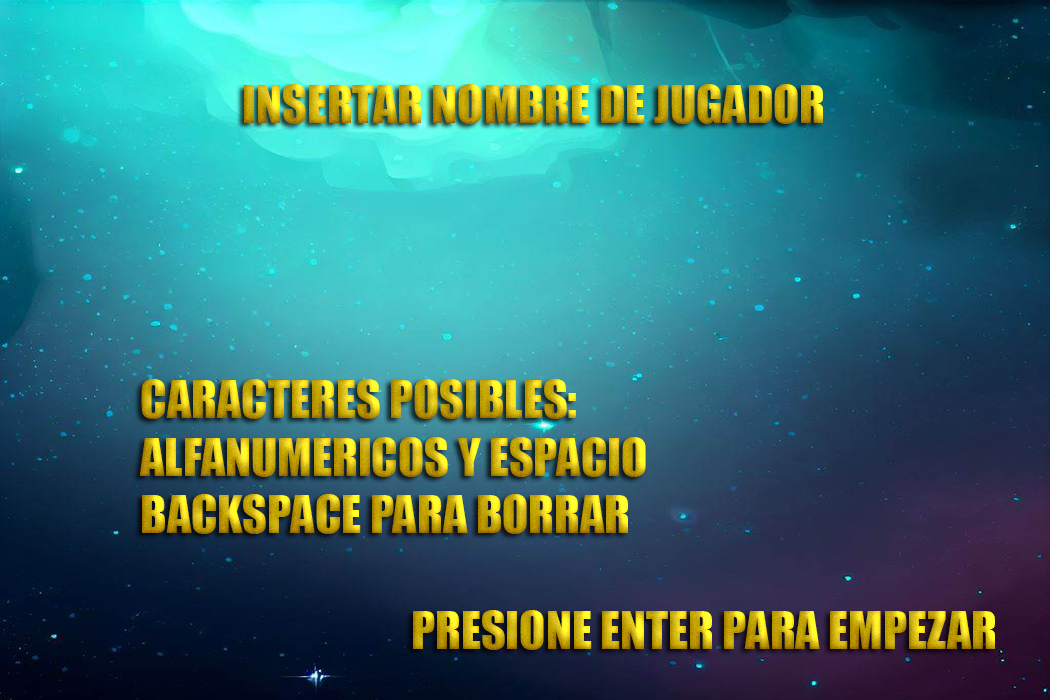 INSERTAR NOMBRE DE JUGADOR
CARACTERES POSIBLES:
ALFANUMERICOS Y ESPACIO
BACKSPACE PARA BORRAR
PRESIONE ENTER PARA EMPEZAR